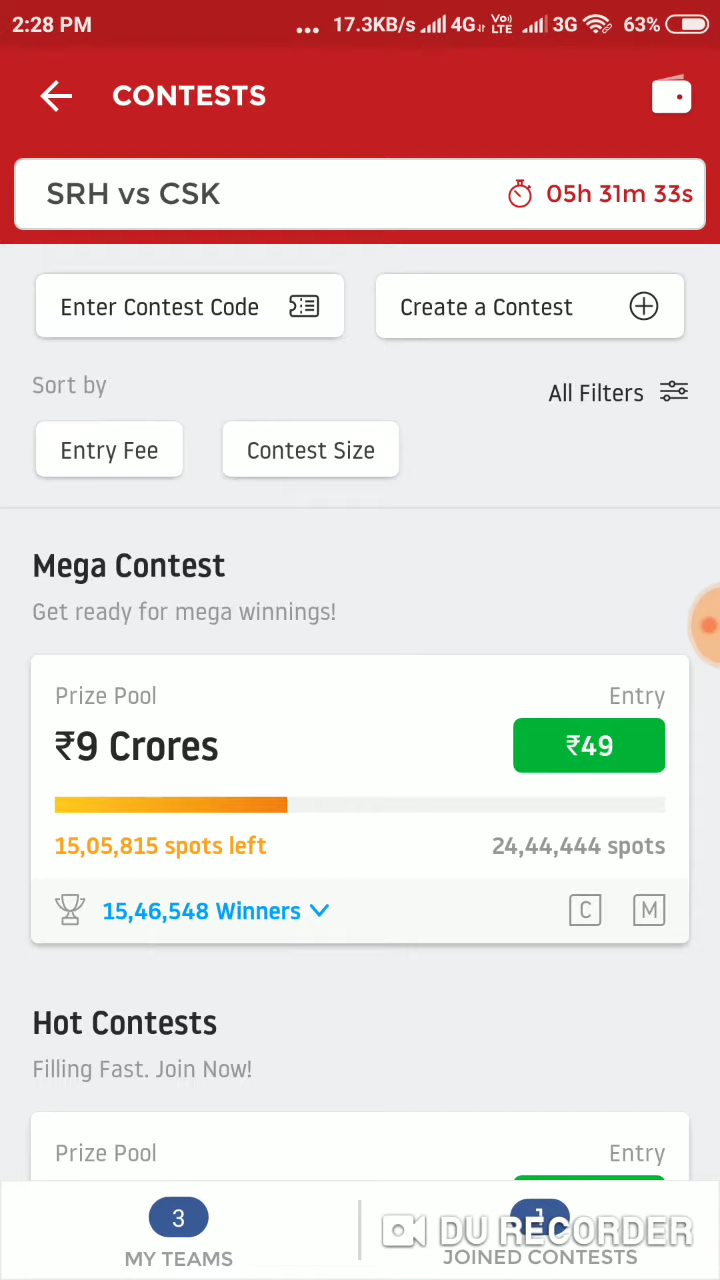 2:28 PM ... 17.3KB/s 4G VoLTE 3G 63%
CONTESTS
SRH vs CSK 05h 31m 33s
Enter Contest Code Create a Contest
Sort by All Filters
Entry Fee Contest Size
Mega Contest
Get ready for mega winnings!
Prize Pool Entry
₹9 Crores ₹49
15,05,815 spots left 24,44,444 spots
15,46,548 Winners C M
Hot Contests
Filling Fast. Join Now!
Prize Pool Entry
3 1
DU RECORDER
MY TEAMS JOINED CONTESTS